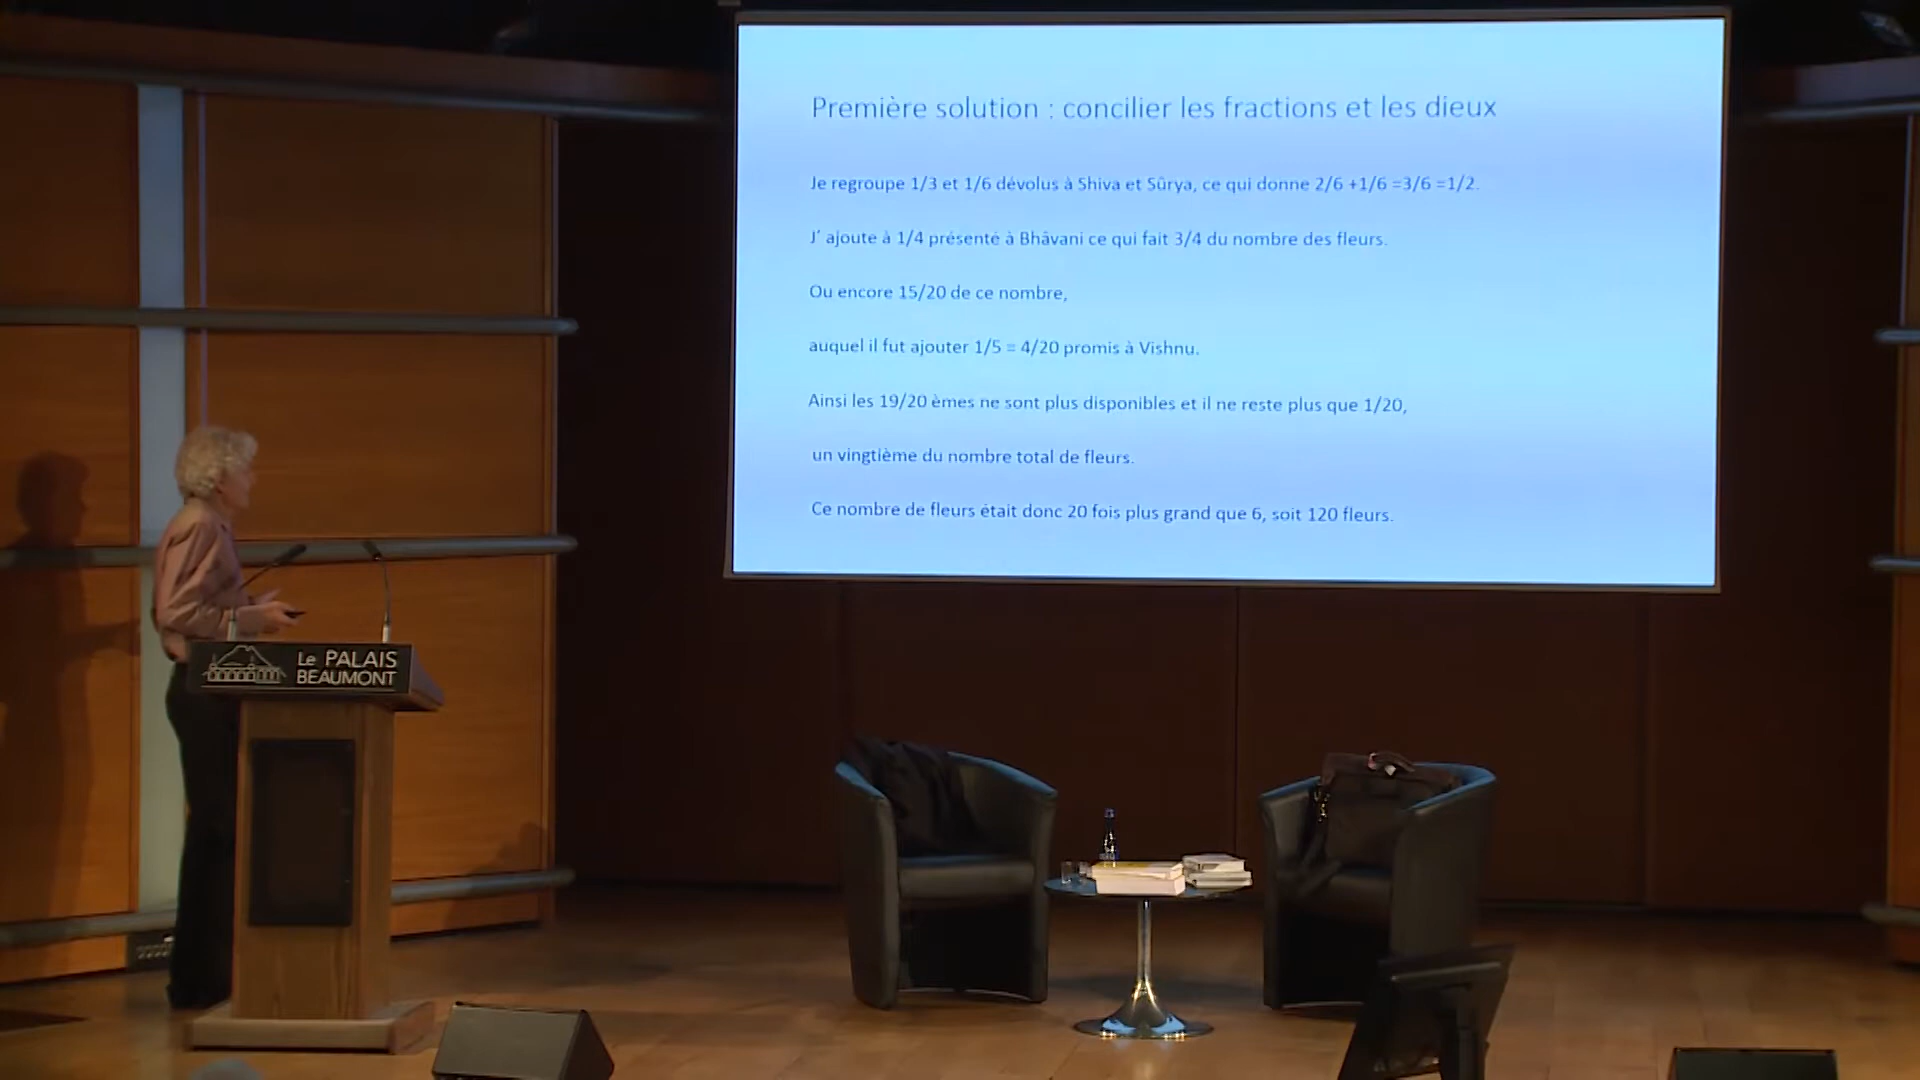 Première solution : concilier les fractions et les dieux
Je regroupe 1/3 et 1/6 dévolus à Shiva et Sûrya, ce qui donne 2/6 +1/6 =3/6 =1/2.
J' ajoute à 1/4 présenté à Bhâvani ce qui fait 3/4 du nombre des fleurs.
Ou encore 15/20 de ce nombre,
auquel il fut ajouter 1/5 = 4/20 promis à Vishnu.
Ainsi les 19/20 èmes ne sont plus disponibles et il ne reste plus que 1/20,
un vingtième du nombre total de fleurs.
Ce nombre de fleurs était donc 20 fois plus grand que 6, soit 120 fleurs.
Le PALAIS
BEAUMONT